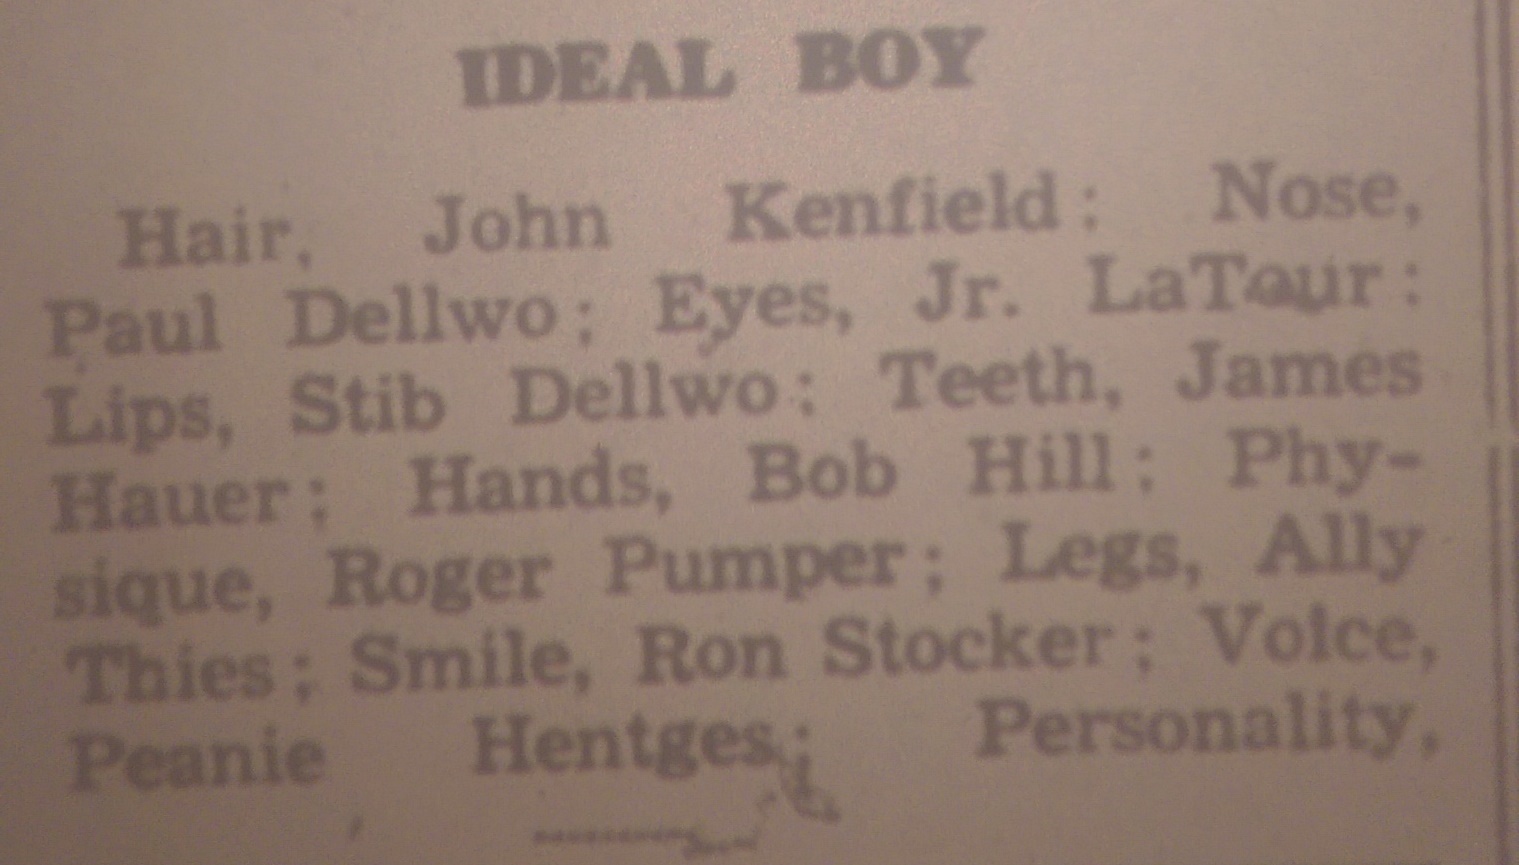 IDEAL BOY
Hair, John Kenfield; Nose,
Paul Dellwo; Eyes, Jr. LaTour;
Lips, Stib Dellwo; Teeth, James
Hauer; Hands, Bob Hill; Phy-
sique, Roger Pumper; Legs, Ally
Thies; Smile, Ron Stocker; Voice,
Peanie Hentges; Personality,